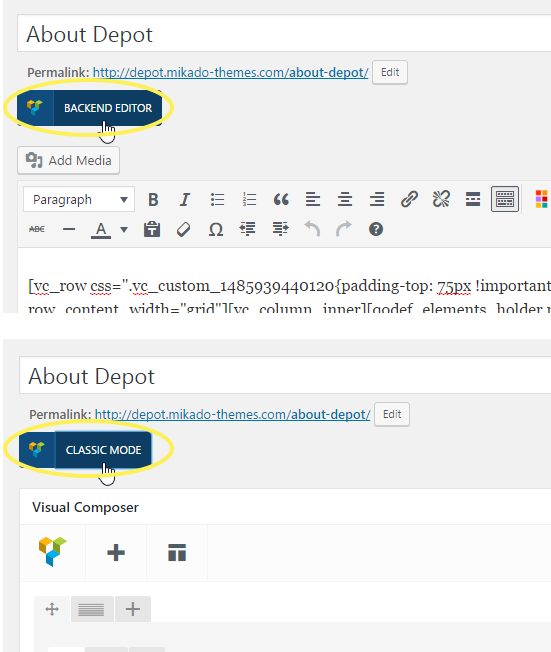 About Depot
Permalink: http://depot.mikado-themes.com/about-depot/ Edit
BACKEND EDITOR
Add Media
Paragraph B I
ABC A Ω
[vc_row css=".vc_custom_1485939440120{padding-top: 75px !important
row_content_width="grid"][vc_column_inner][qodef_elements_holder
About Depot
Permalink: http://depot.mikado-themes.com/about-depot/ Edit
CLASSIC MODE
Visual Composer